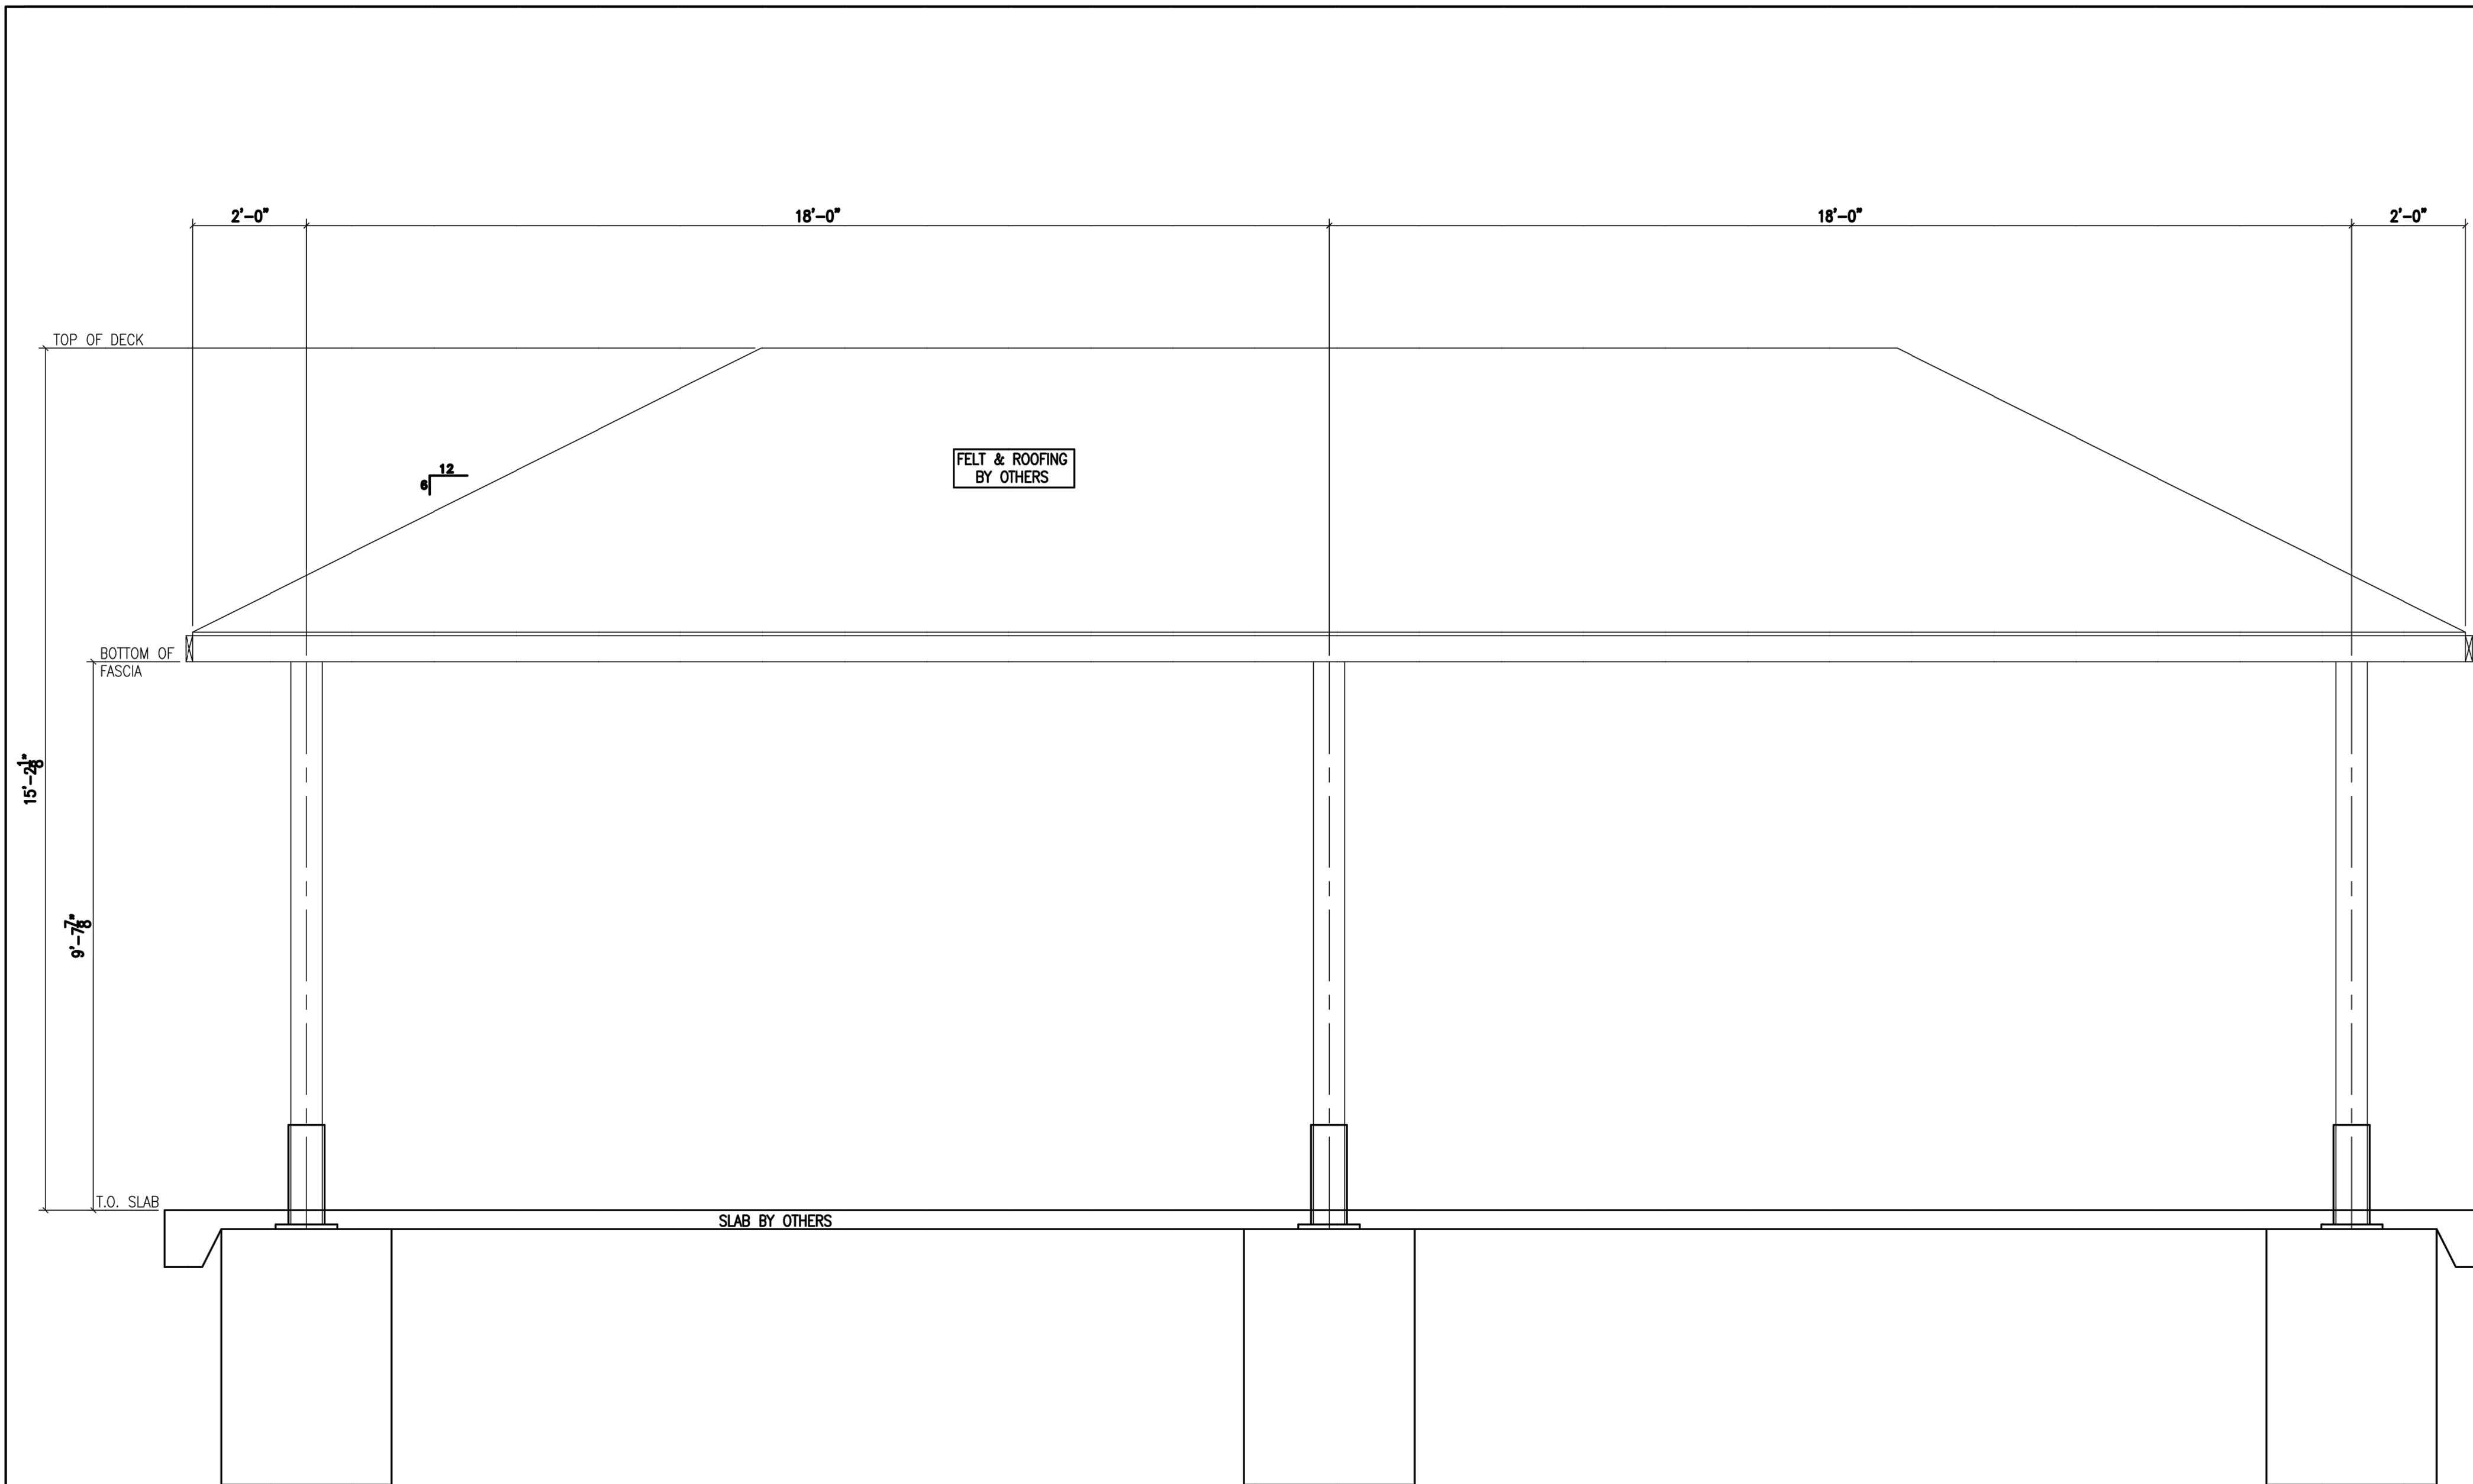 2'-0" 18'-0" 18'-0" 2'-0"
TOP OF DECK
FELT & ROOFING
BY OTHERS
12
6
BOTTOM OF
FASCIA
15'-2 1/8"
9'-7 7/8"
T.O. SLAB
SLAB BY OTHERS